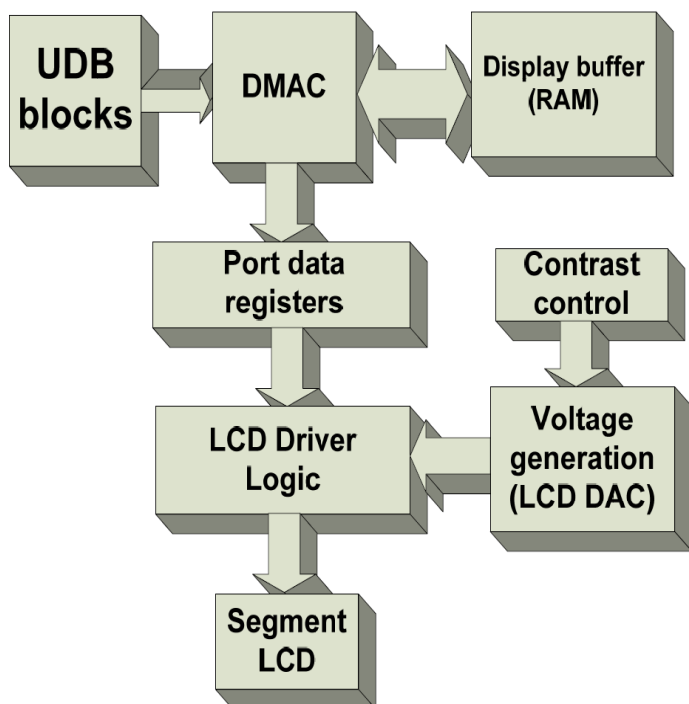 UDB
blocks
DMAC
Display buffer
(RAM)
Port data
registers
Contrast
control
LCD Driver
Logic
Voltage
generation
(LCD DAC)
Segment
LCD